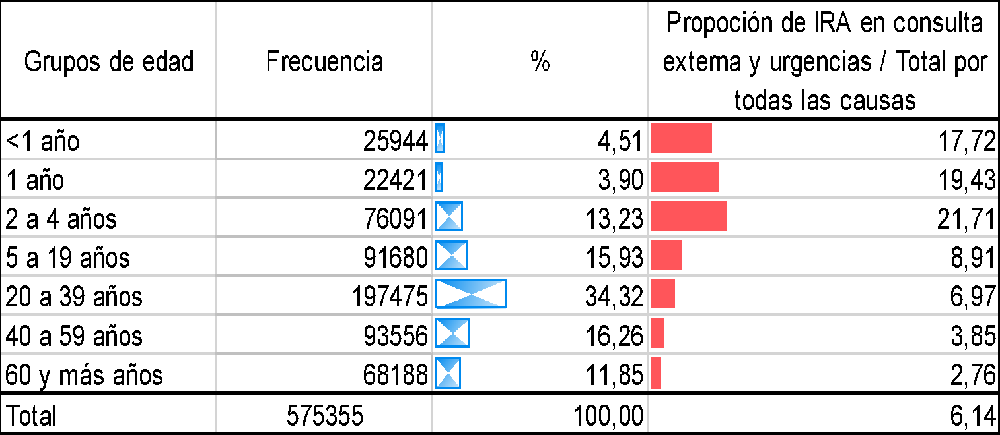 Grupos de edad Frecuencia % Propoción de IRA en consulta
externa y urgencias / Total por
todas las causas
<1 año 25944 4,51 17,72
1 año 22421 3,90 19,43
2 a 4 años 76091 13,23 21,71
5 a 19 años 91680 15,93 8,91
20 a 39 años 197475 34,32 6,97
40 a 59 años 93556 16,26 3,85
60 y más años 68188 11,85 2,76
Total 575355 100,00 6,14